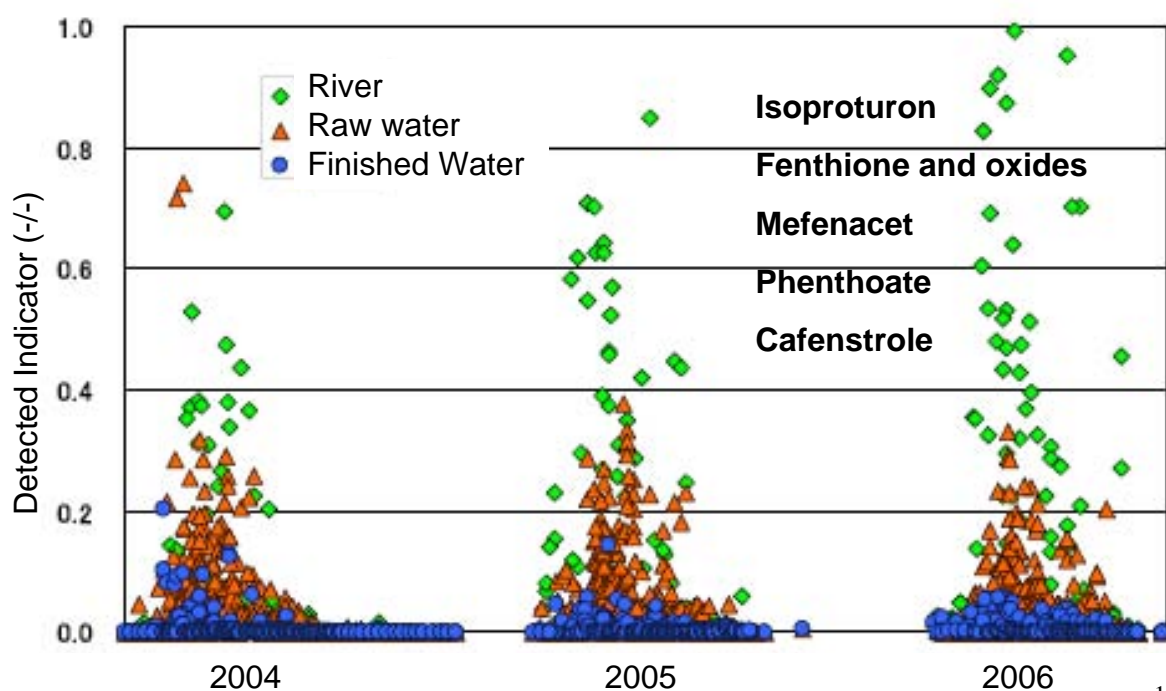 1.0
0.8
0.6
0.4
0.2
0.0
Detected Indicator (-/-)
River
Raw water
Finished Water
Isoproturon
Fenthione and oxides
Mefenacet
Phenthoate
Cafenstrole
2004 2005 2006
1